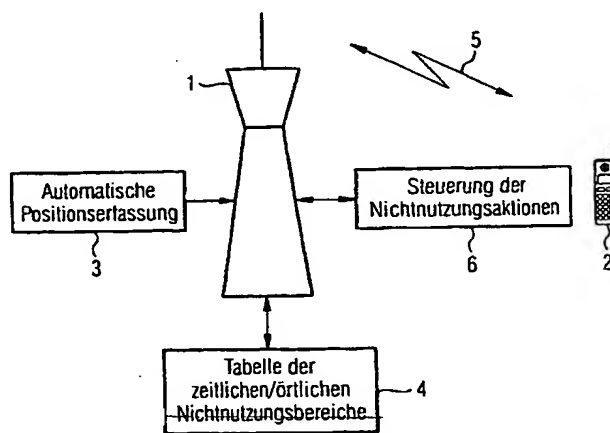 5
1
Automatische
Positionserfassung
3
Steuerung der
Nichtnutzungsaktionen
6
2
Tabelle der
zeitlichen/örtlichen
Nichtnutzungsbereiche
4